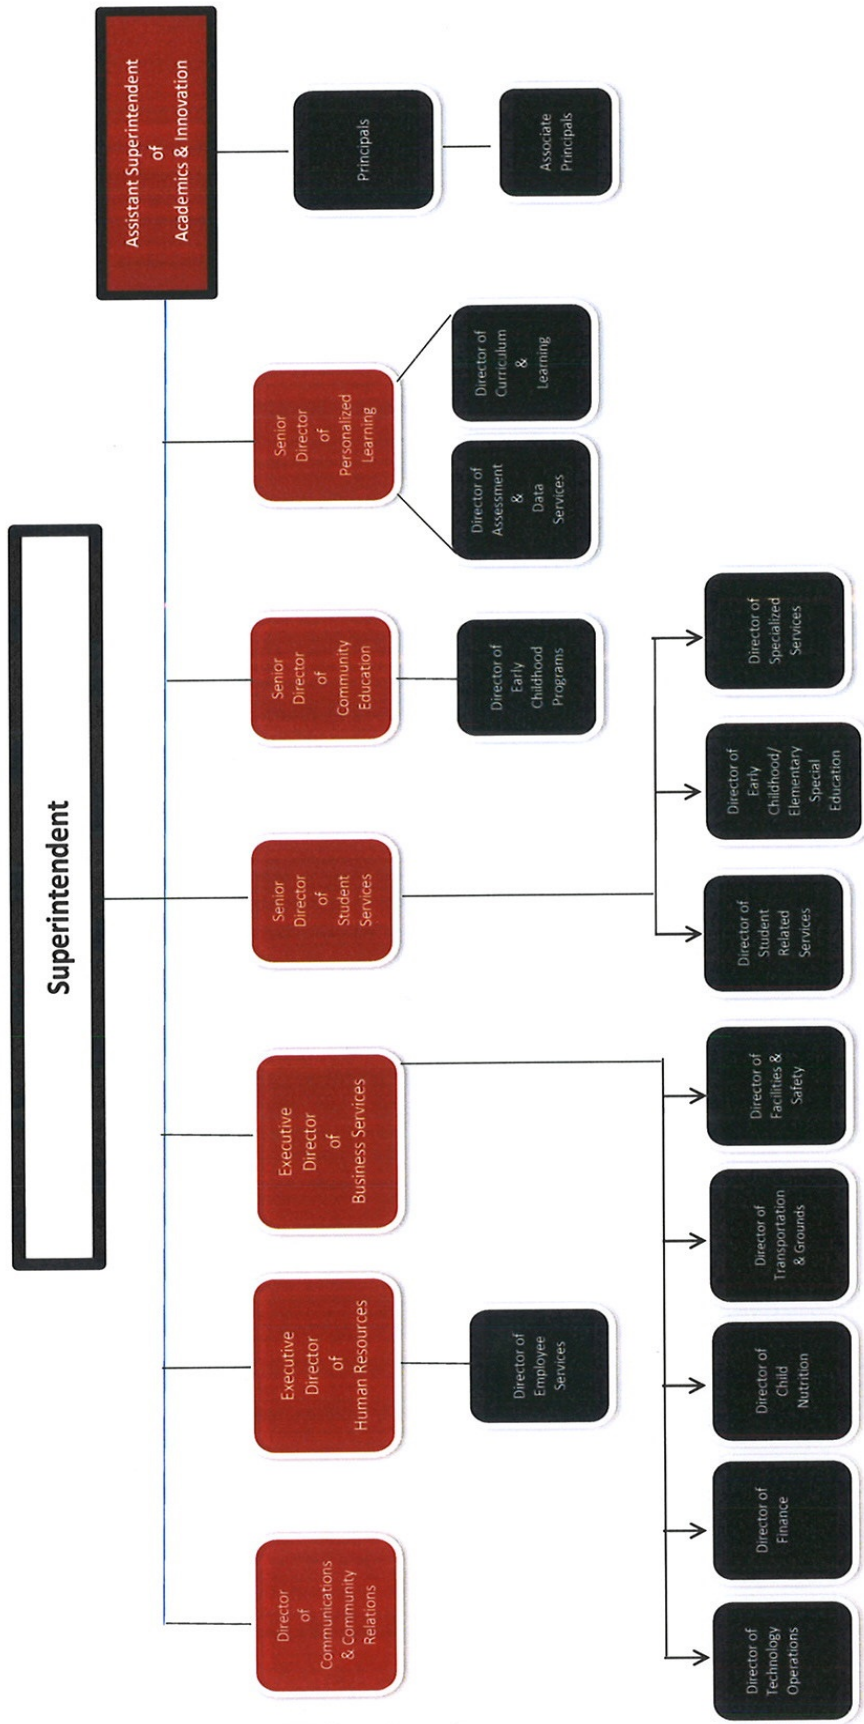 Superintendent
Director
of
Communications
& Community
Relations
Executive
Director
of
Human Resources
Executive
Director
of
Business Services
Senior
Director
of
Student
Services
Senior
Director
of
Community
Education
Senior
Director
of
Personalized
Learning
Assistant Superintendent
of
Academics & Innovation
Director of
Employee
Services
Director of
Early
Childhood
Programs
Director of
Assessment
&
Data
Services
Director of
Curriculum
&
Learning
Principals
Associate
Principals
Director of
Technology
Operations
Director of
Finance
Director of
Child
Nutrition
Director of
Transportation
& Grounds
Director of
Facilities &
Safety
Director of
Student
Related
Services
Director of
Early
Childhood/
Elementary
Special
Education
Director of
Specialized
Services